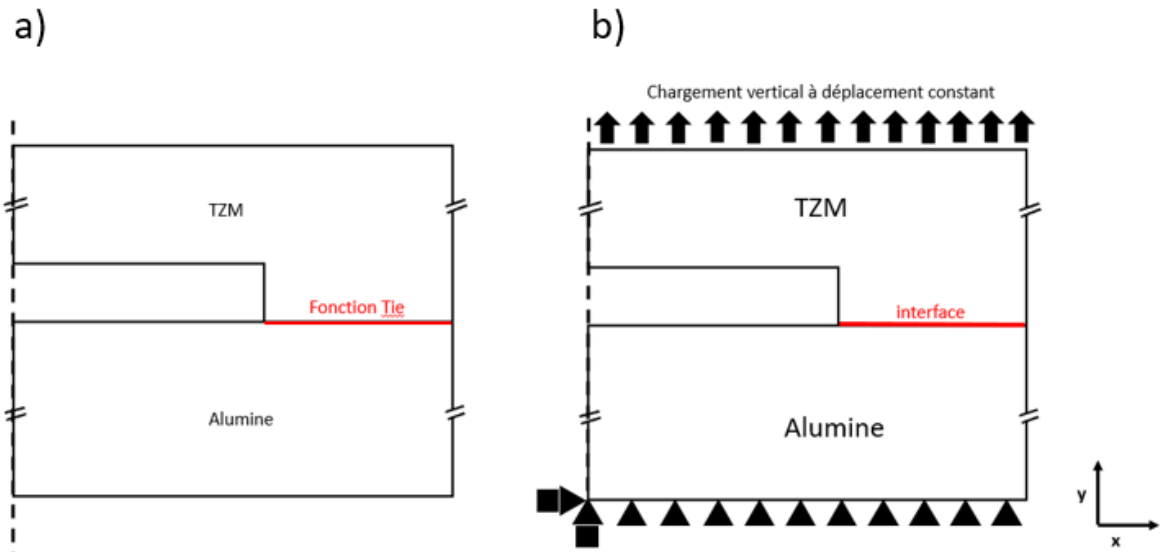 a)
b)
Chargement vertical à déplacement constant
TZM
TZM
Fonction Tie
interface
Alumine
Alumine
y
x